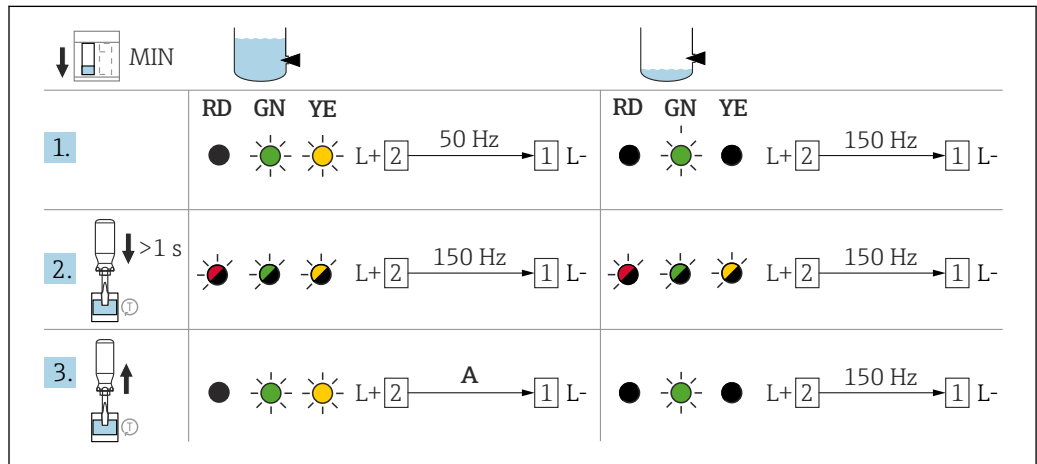 MIN
RD GN YE
RD GN YE
1.
L+ 2 50 Hz 1 L-
L+ 2 150 Hz 1 L-
2.
>1 s
T
L+ 2 150 Hz 1 L-
L+ 2 150 Hz 1 L-
3.
T
L+ 2 A 1 L-
L+ 2 150 Hz 1 L-